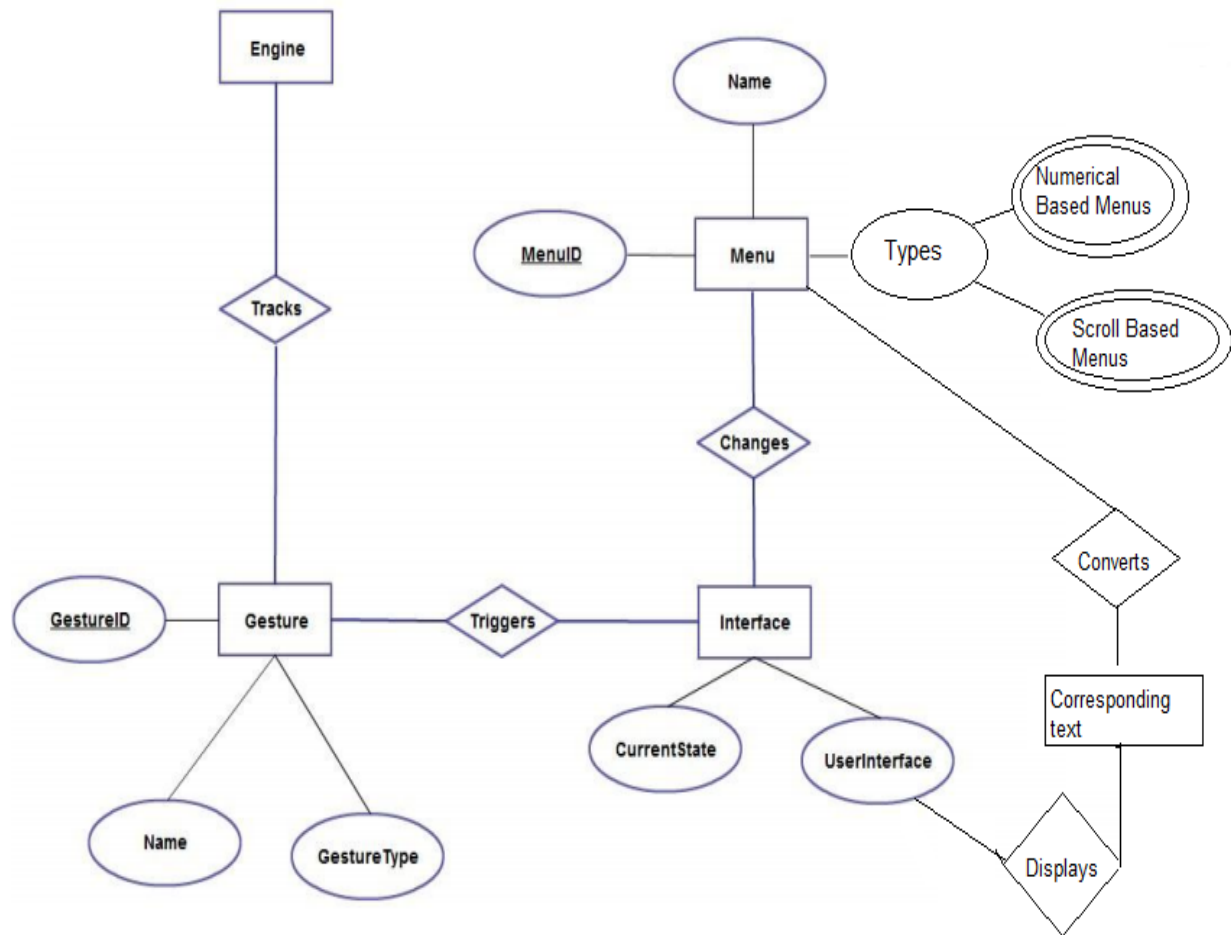 Engine
Name
Numerical
Based Menus
MenuID
Menu
Types
Tracks
Scroll Based
Menus
Changes
Converts
GestureID
Gesture
Triggers
Interface
Corresponding
text
CurrentState
UserInterface
Name
GestureType
Displays